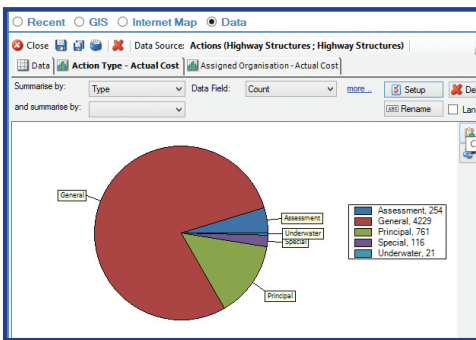 Recent GIS Internet Map Data
Close Data Source: Actions (Highway Structures ; Highway Structures)
Data Action Type - Actual Cost Assigned Organisation - Actual Cost
Summarise by: Type Data Field: Count more .. Setup
and summarise by: Rename
General
Assessment
Underwater
Special
Principal
Assessment, 254
General, 4229
Principal, 761
Special, 116
Underwater, 21